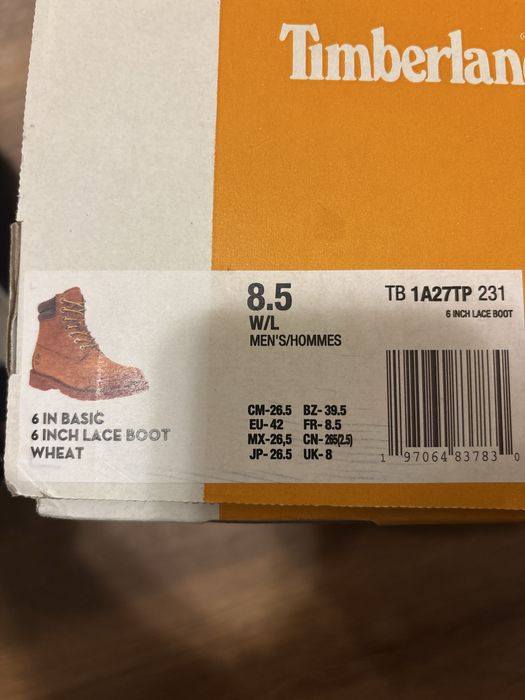 Timberlan
8.5
W/L
MEN'S/HOMMES
TB 1A27TP 231
6 INCH LACE BOOT
6 IN BASIC
6 INCH LACE BOOT
WHEAT
CM-26.5 BZ-39.5
EU-42 FR-8.5
MX-26,5 CN-265(2.5)
JP-26.5 UK-8
1 97064 83783 0